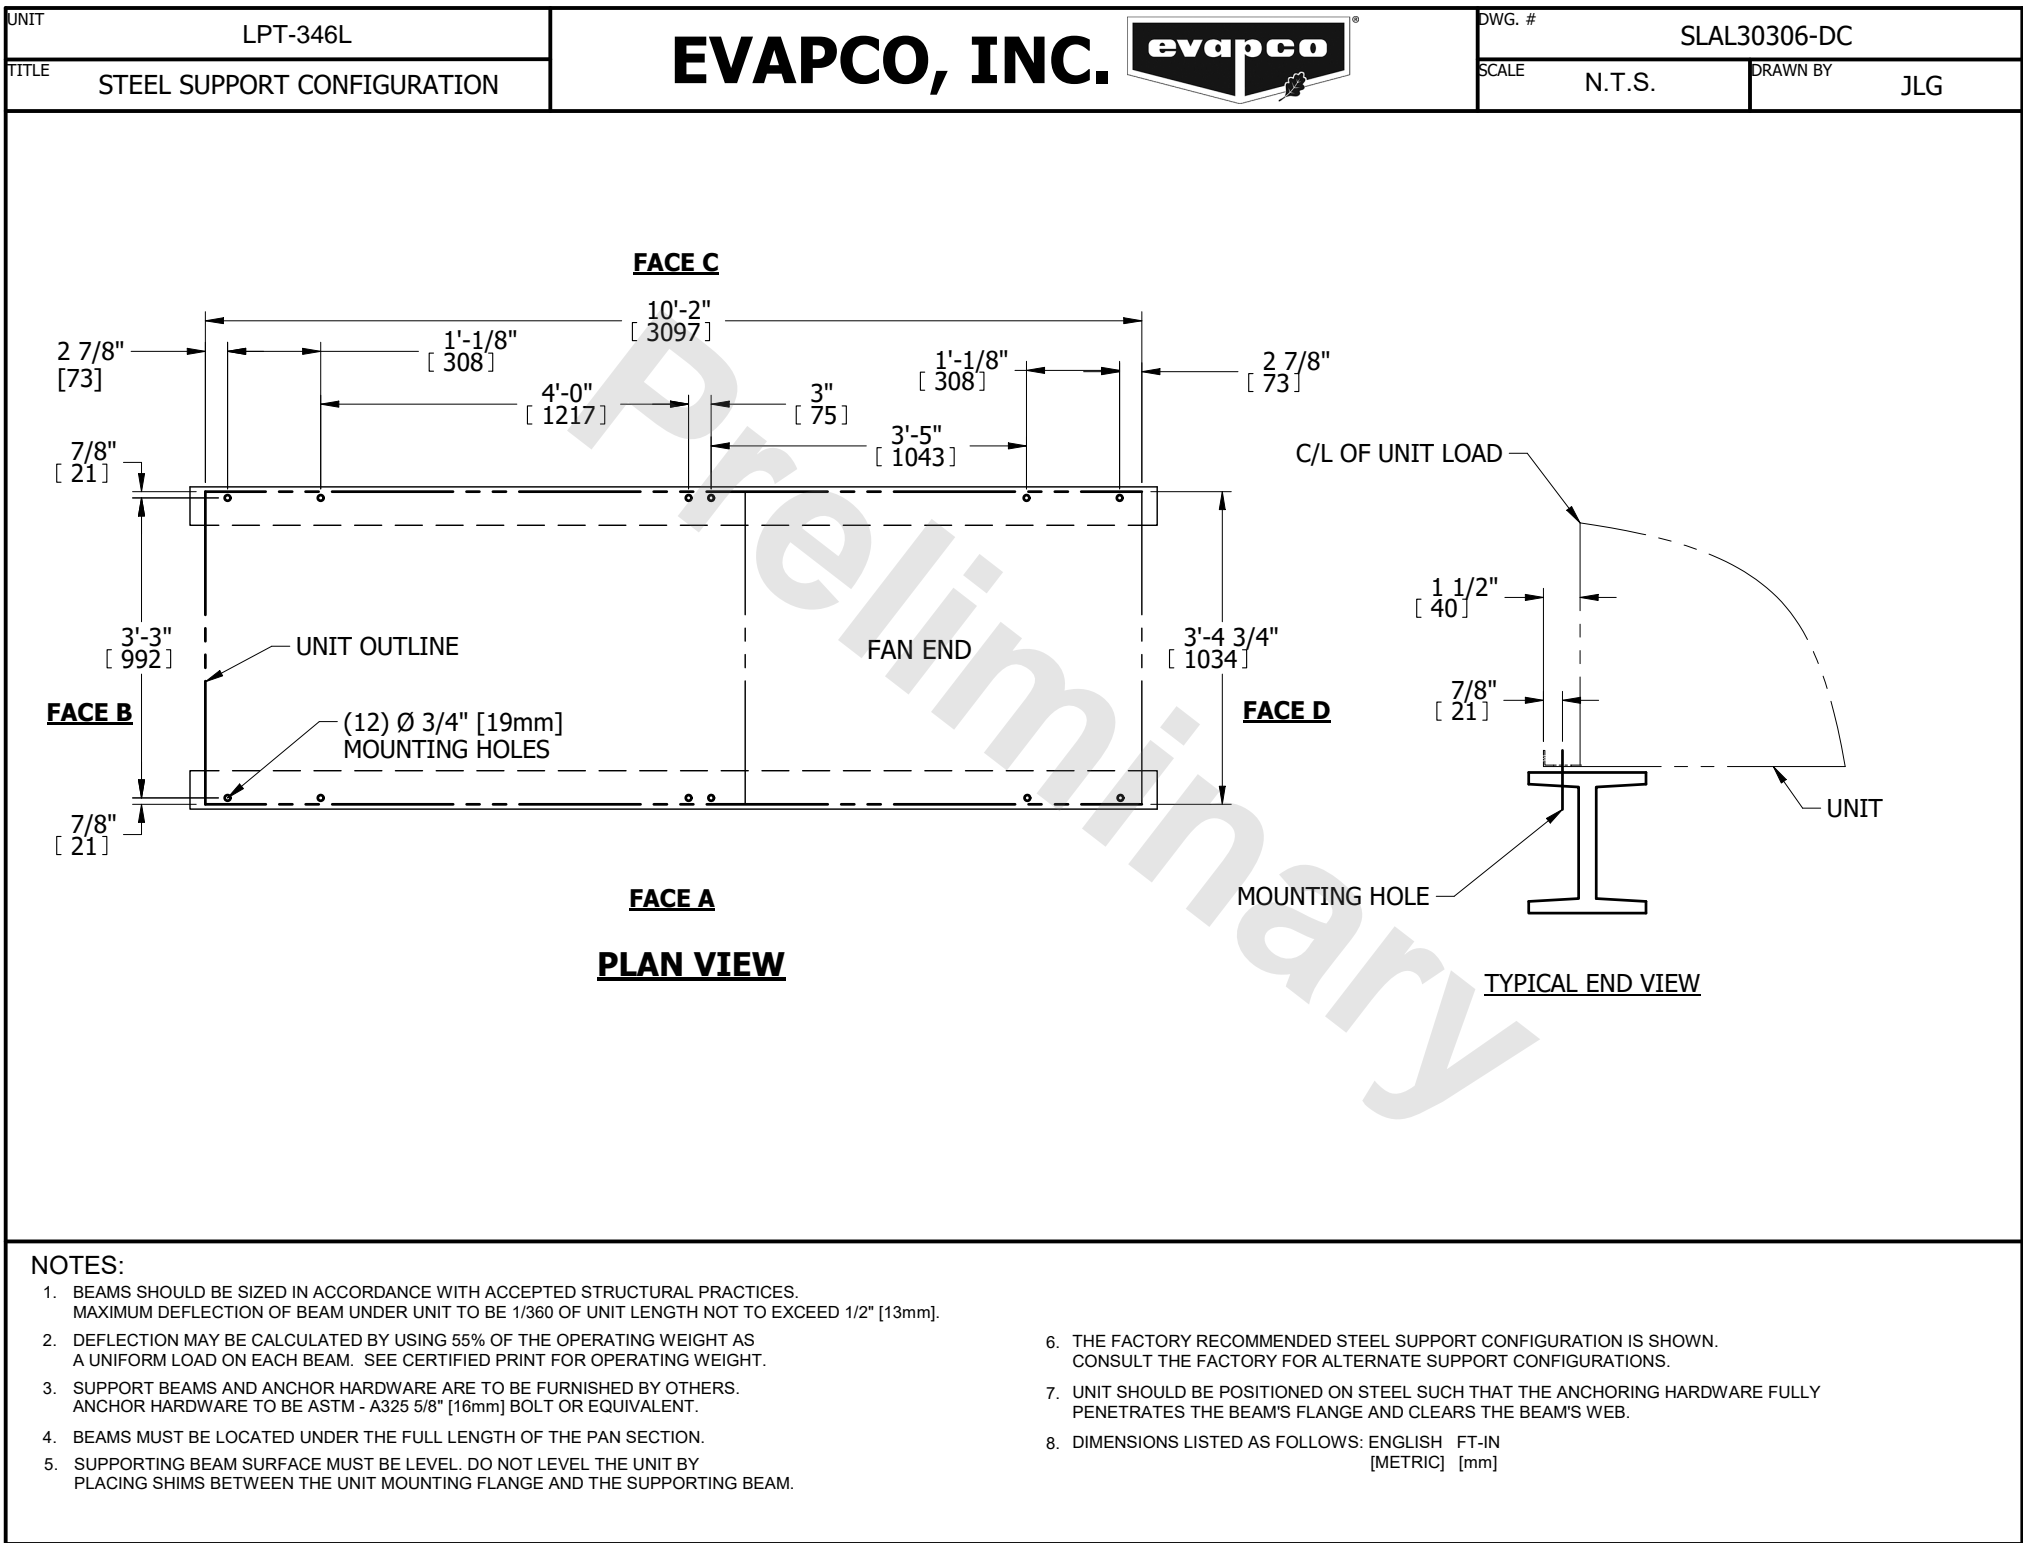 UNIT
LPT-346L
TITLE
STEEL SUPPORT CONFIGURATION
EVAPCO, INC.
evapco
®
DWG. #
SLAL30306-DC
SCALE
N.T.S.
DRAWN BY
JLG
FACE C
10'-2"
[ 3097]
2 7/8"
[73]
1'-1/8"
[ 308]
1'-1/8"
[ 308]
2 7/8"
[ 73]
4'-0"
[ 1217]
3"
[ 75]
3'-5"
[ 1043]
7/8"
[ 21]
C/L OF UNIT LOAD
1 1/2"
[ 40]
3'-3"
[ 992]
UNIT OUTLINE
FAN END
3'-4 3/4"
[ 1034]
7/8"
[ 21]
FACE B
(12) Ø 3/4" [19mm]
MOUNTING HOLES
FACE D
7/8"
[ 21]
UNIT
FACE A
MOUNTING HOLE
PLAN VIEW
TYPICAL END VIEW
Preliminary
NOTES:
1. BEAMS SHOULD BE SIZED IN ACCORDANCE WITH ACCEPTED STRUCTURAL PRACTICES.
MAXIMUM DEFLECTION OF BEAM UNDER UNIT TO BE 1/360 OF UNIT LENGTH NOT TO EXCEED 1/2" [13mm].
2. DEFLECTION MAY BE CALCULATED BY USING 55% OF THE OPERATING WEIGHT AS
A UNIFORM LOAD ON EACH BEAM. SEE CERTIFIED PRINT FOR OPERATING WEIGHT.
3. SUPPORT BEAMS AND ANCHOR HARDWARE ARE TO BE FURNISHED BY OTHERS.
ANCHOR HARDWARE TO BE ASTM - A325 5/8" [16mm] BOLT OR EQUIVALENT.
4. BEAMS MUST BE LOCATED UNDER THE FULL LENGTH OF THE PAN SECTION.
5. SUPPORTING BEAM SURFACE MUST BE LEVEL. DO NOT LEVEL THE UNIT BY
PLACING SHIMS BETWEEN THE UNIT MOUNTING FLANGE AND THE SUPPORTING BEAM.
6. THE FACTORY RECOMMENDED STEEL SUPPORT CONFIGURATION IS SHOWN.
CONSULT THE FACTORY FOR ALTERNATE SUPPORT CONFIGURATIONS.
7. UNIT SHOULD BE POSITIONED ON STEEL SUCH THAT THE ANCHORING HARDWARE FULLY
PENETRATES THE BEAM'S FLANGE AND CLEARS THE BEAM'S WEB.
8. DIMENSIONS LISTED AS FOLLOWS: ENGLISH FT-IN
[METRIC] [mm]